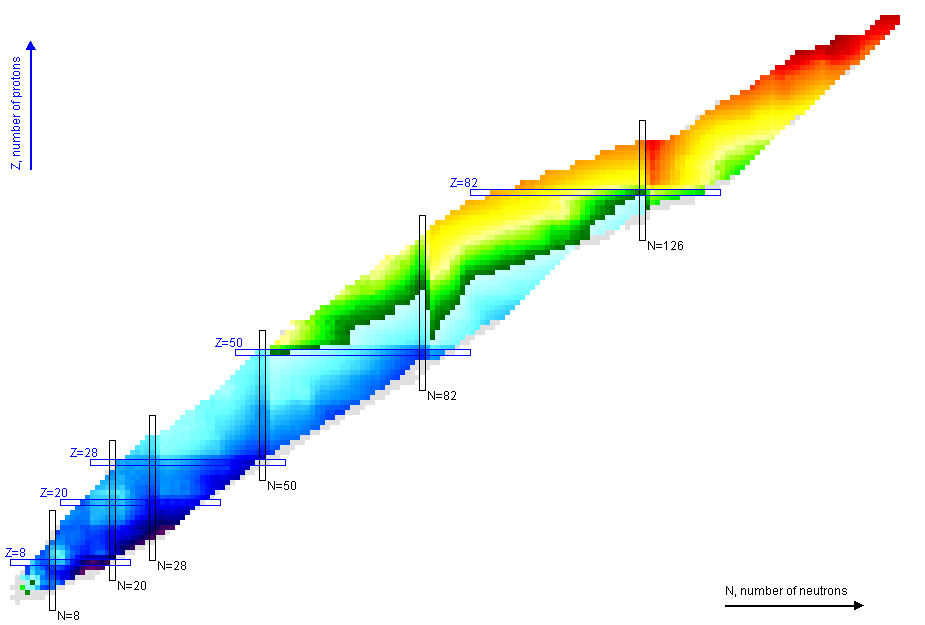 Z, number of protons
Z=82
N=126
Z=50
N=82
Z=28
N=50
Z=20
Z=8
N=28
N=20
N=8
N, number of neutrons